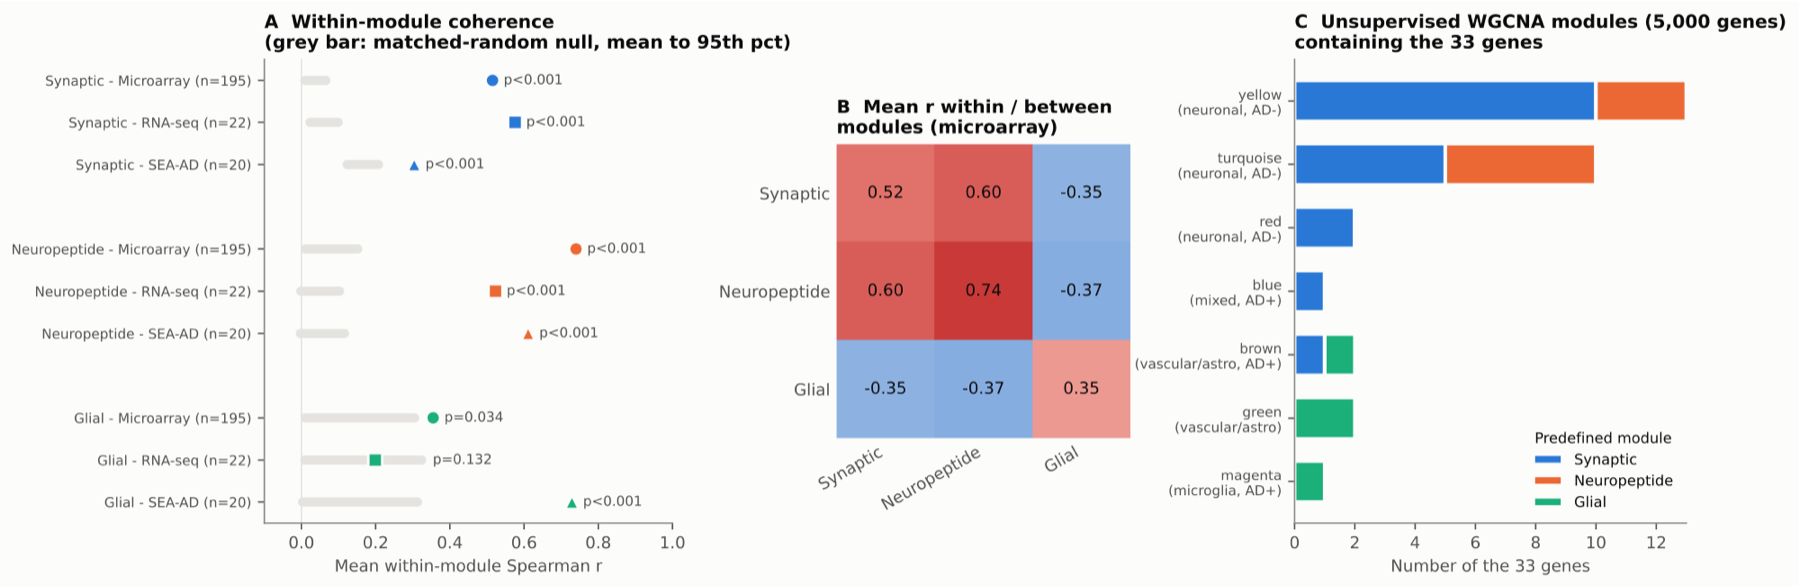 A  Within-module coherence
(grey bar: matched-random null, mean to 95th pct)
Synaptic - Microarray (n=195)
p<0.001
Synaptic - RNA-seq (n=22)
p<0.001
Synaptic - SEA-AD (n=20)
p<0.001
Neuropeptide - Microarray (n=195)
p<0.001
Neuropeptide - RNA-seq (n=22)
p<0.001
Neuropeptide - SEA-AD (n=20)
p<0.001
Glial - Microarray (n=195)
p=0.034
Glial - RNA-seq (n=22)
p=0.132
Glial - SEA-AD (n=20)
p<0.001
0.0 0.2 0.4 0.6 0.8 1.0
Mean within-module Spearman r
B  Mean r within / between
modules (microarray)
Synaptic 0.52 0.60 -0.35
Neuropeptide 0.60 0.74 -0.37
Glial -0.35 -0.37 0.35
Synaptic Neuropeptide Glial
C  Unsupervised WGCNA modules (5,000 genes)
containing the 33 genes
yellow
(neuronal, AD-)
turquoise
(neuronal, AD-)
red
(neuronal, AD-)
blue
(mixed, AD+)
brown
(vascular/astro, AD+)
green
(vascular/astro)
magenta
(microglia, AD+)
Predefined module
Synaptic
Neuropeptide
Glial
0 2 4 6 8 10 12
Number of the 33 genes